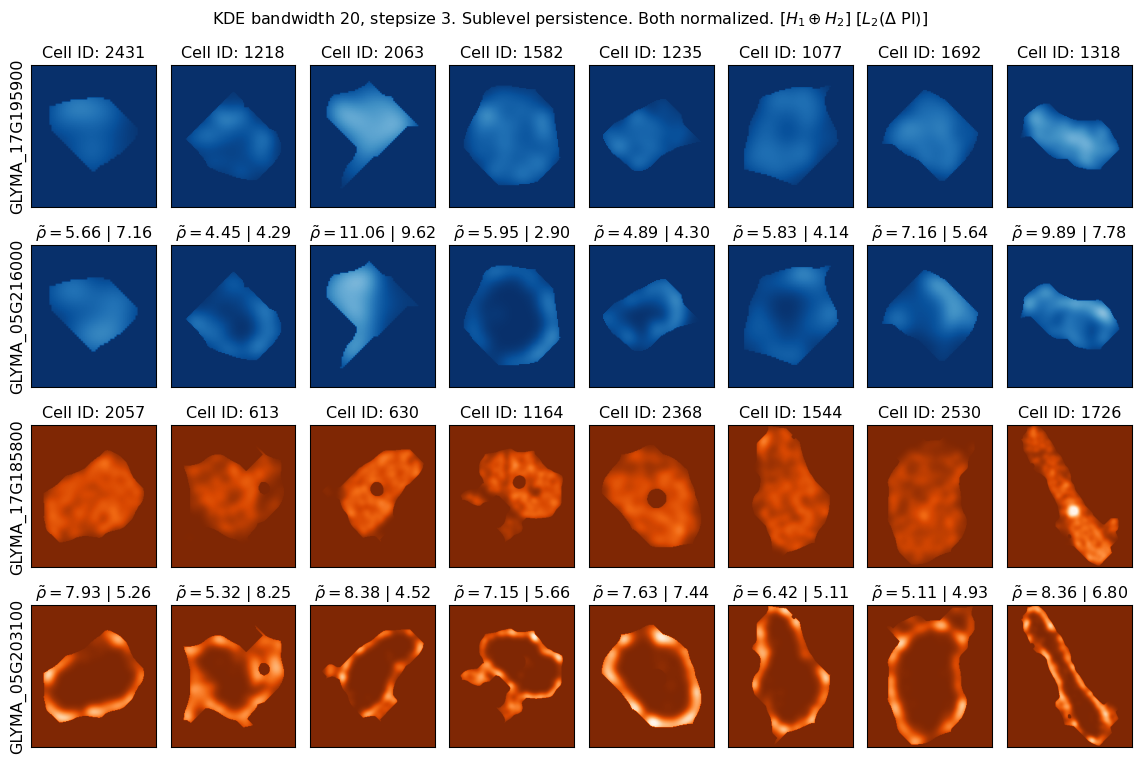 KDE bandwidth 20, stepsize 3. Sublevel persistence. Both normalized. [H₁ ⊕ H₂] [L₂(Δ PI)]
Cell ID: 2431 Cell ID: 1218 Cell ID: 2063 Cell ID: 1582 Cell ID: 1235 Cell ID: 1077 Cell ID: 1692 Cell ID: 1318
GLYMA_17G195900
ρ̃ = 5.66 | 7.16 ρ̃ = 4.45 | 4.29 ρ̃ = 11.06 | 9.62 ρ̃ = 5.95 | 2.90 ρ̃ = 4.89 | 4.30 ρ̃ = 5.83 | 4.14 ρ̃ = 7.16 | 5.64 ρ̃ = 9.89 | 7.78
GLYMA_05G216000
Cell ID: 2057 Cell ID: 613 Cell ID: 630 Cell ID: 1164 Cell ID: 2368 Cell ID: 1544 Cell ID: 2530 Cell ID: 1726
GLYMA_17G185800
ρ̃ = 7.93 | 5.26 ρ̃ = 5.32 | 8.25 ρ̃ = 8.38 | 4.52 ρ̃ = 7.15 | 5.66 ρ̃ = 7.63 | 7.44 ρ̃ = 6.42 | 5.11 ρ̃ = 5.11 | 4.93 ρ̃ = 8.36 | 6.80
GLYMA_05G203100